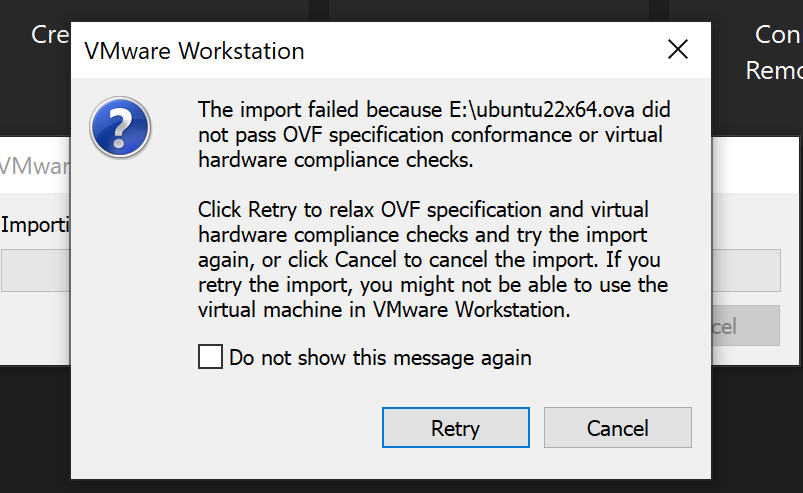 Cre
Con
Remo
VMware Workstation
The import failed because E:\ubuntu22x64.ova did
not pass OVF specification conformance or virtual
hardware compliance checks.
Click Retry to relax OVF specification and virtual
hardware compliance checks and try the import
again, or click Cancel to cancel the import. If you
retry the import, you might not be able to use the
virtual machine in VMware Workstation.
Do not show this message again
Retry
Cancel
VMwar
Importi
cel